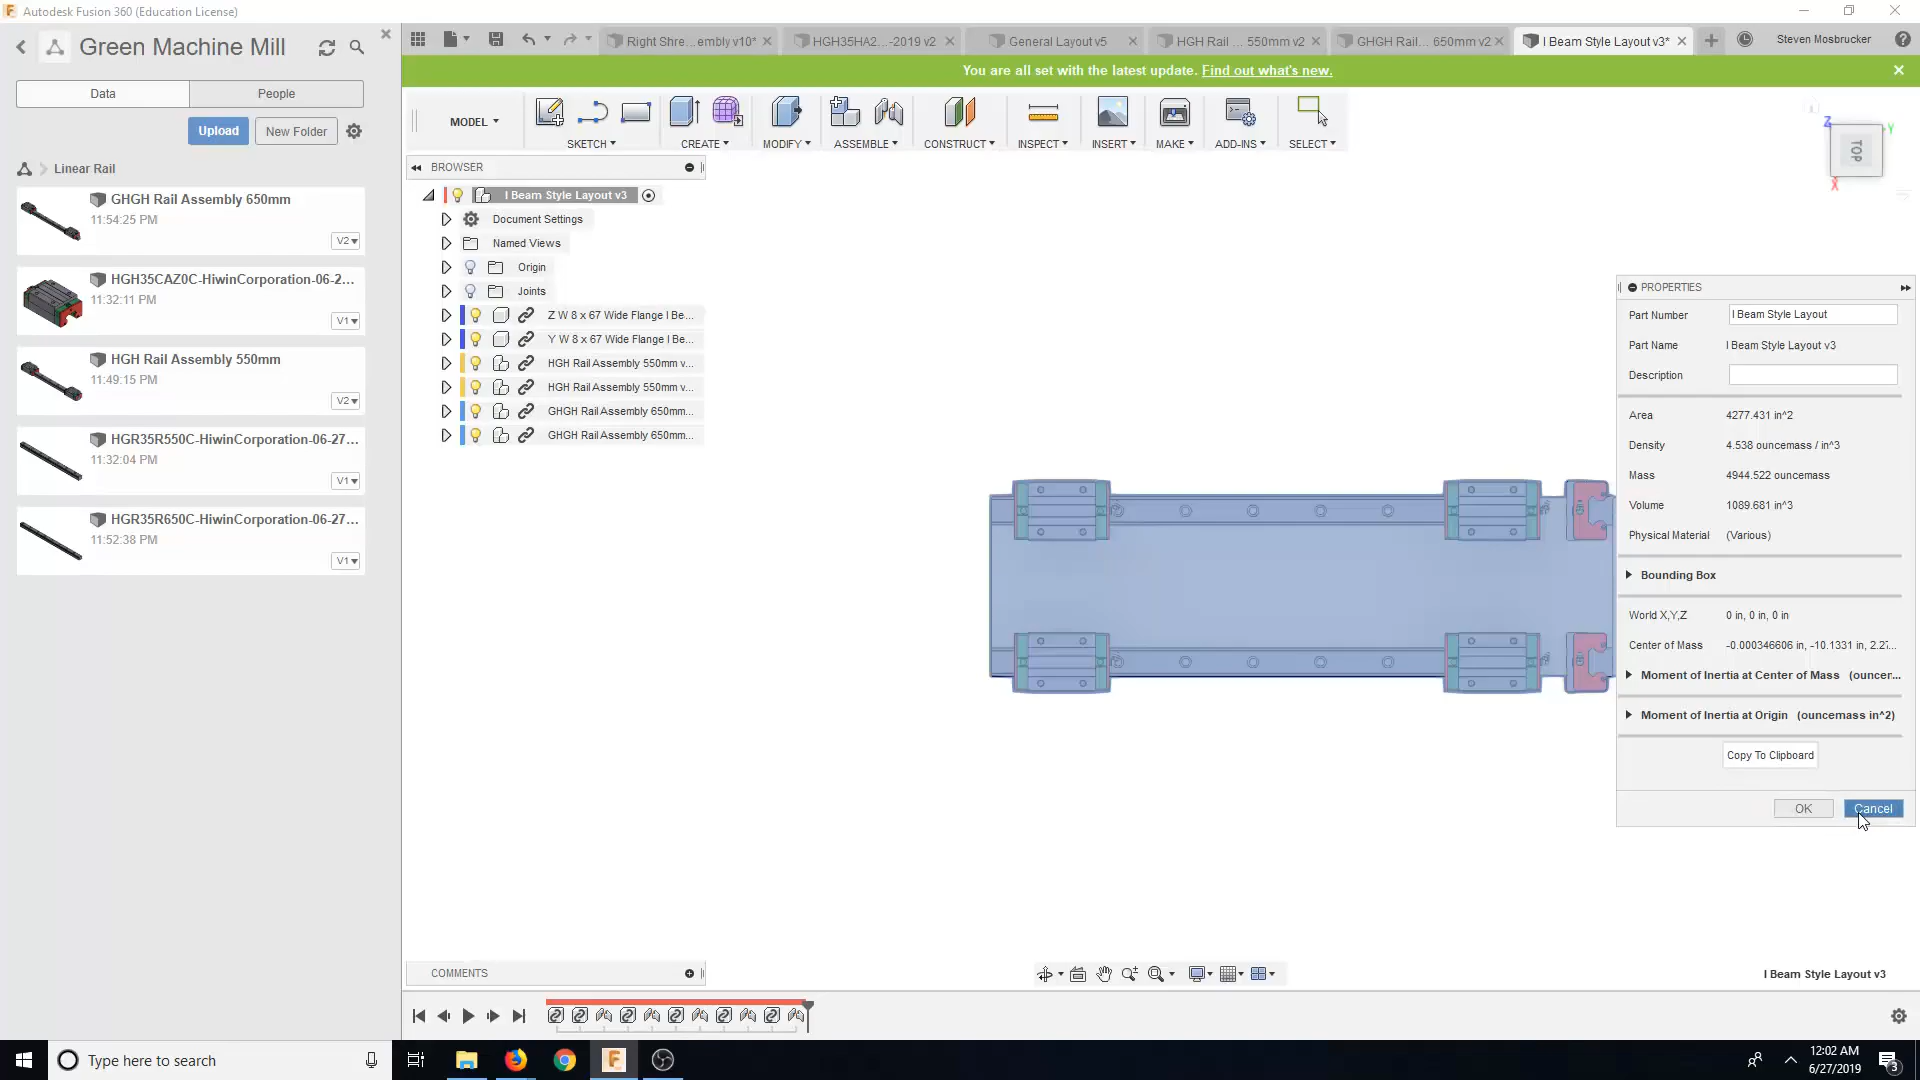 Autodesk Fusion 360 (Education License)
Green Machine Mill
Data
People
Upload
New Folder
Linear Rail
GHGH Rail Assembly 650mm
11:54:25 PM
V2
HGH35CAZ0C-HiwinCorporation-06-2...
11:32:11 PM
V1
HGH Rail Assembly 550mm
11:49:15 PM
V2
HGR35R550C-HiwinCorporation-06-27...
11:32:04 PM
V1
HGR35R650C-HiwinCorporation-06-27...
11:52:38 PM
V1
Right Shre...embly v10*
HGH35HA2...-2019 v2
General Layout v5
HGH Rail ... 550mm v2
GHGH Rail... 650mm v2
I Beam Style Layout v3*
Steven Mosbrucker
You are all set with the latest update. Find out what's new.
MODEL
SKETCH
CREATE
MODIFY
ASSEMBLE
CONSTRUCT
INSPECT
INSERT
MAKE
ADD-INS
SELECT
BROWSER
I Beam Style Layout v3
Document Settings
Named Views
Origin
Joints
Z W 8 x 67 Wide Flange I Be...
Y W 8 x 67 Wide Flange I Be...
HGH Rail Assembly 550mm v...
HGH Rail Assembly 550mm v...
GHGH Rail Assembly 650mm...
GHGH Rail Assembly 650mm...
Z
Y
TOP
X
PROPERTIES
Part Number
I Beam Style Layout
Part Name
I Beam Style Layout v3
Description
Area
4277.431 in^2
Density
4.538 ouncemass / in^3
Mass
4944.522 ouncemass
Volume
1089.681 in^3
Physical Material
(Various)
Bounding Box
World X,Y,Z
0 in, 0 in, 0 in
Center of Mass
-0.000346606 in, -10.1331 in, 2.27...
Moment of Inertia at Center of Mass (ouncer...
Moment of Inertia at Origin (ouncemass in^2)
Copy To Clipboard
OK
Cancel
COMMENTS
I Beam Style Layout v3
Type here to search
12:02 AM
6/27/2019
3